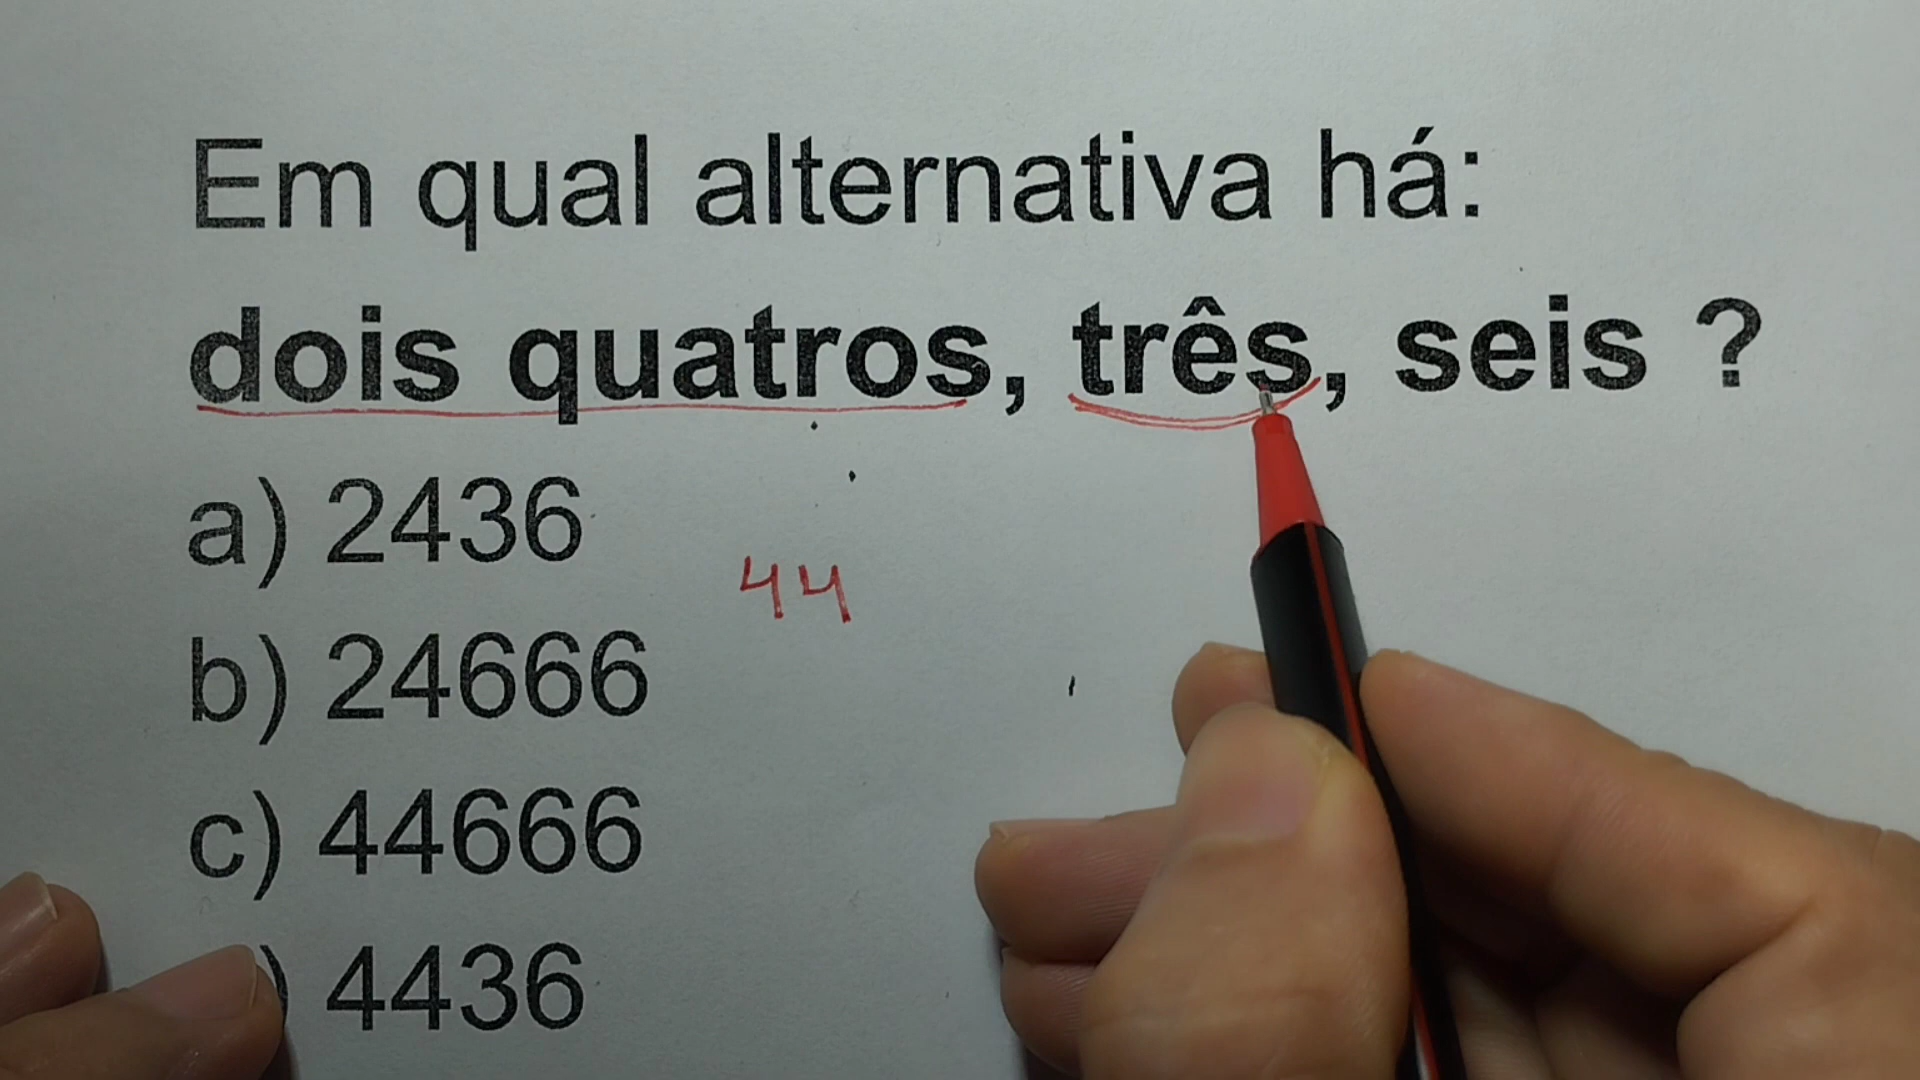 Em qual alternativa há:
dois quatros, três, seis ?
a) 2436
44
b) 24666
c) 44666
) 4436